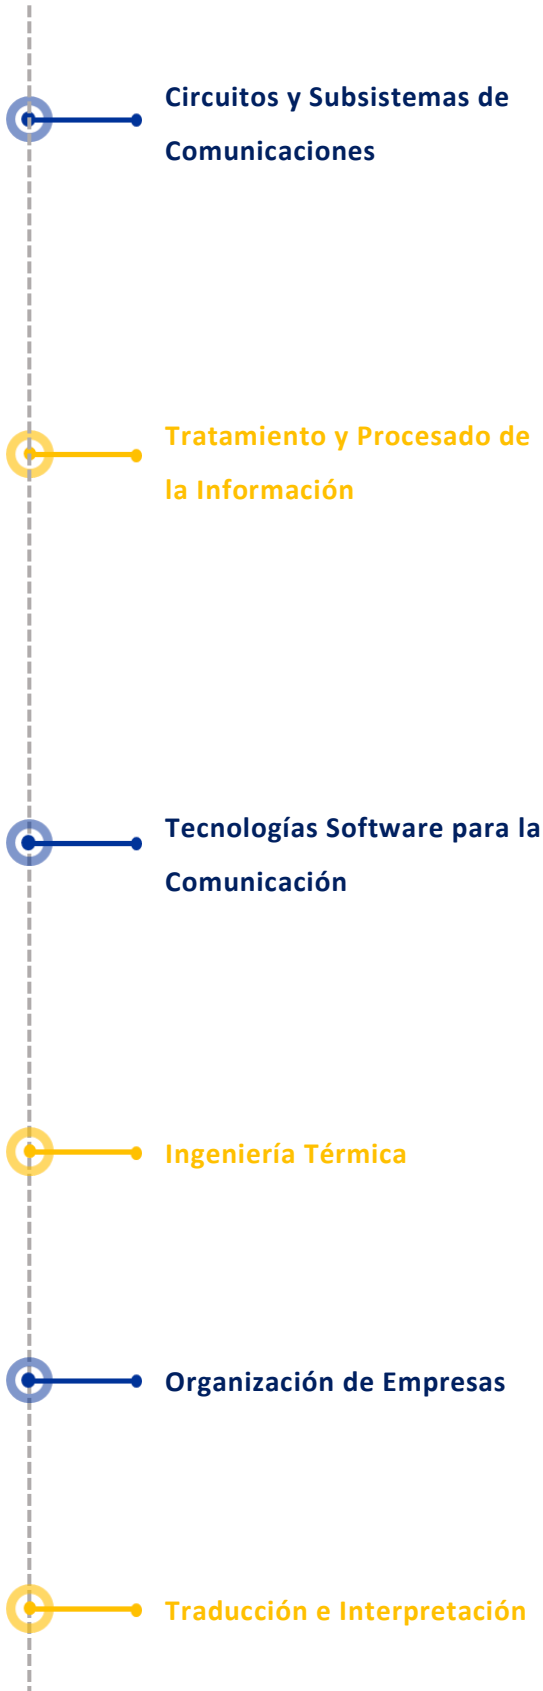 Circuitos y Subsistemas de
Comunicaciones
Tratamiento y Procesado de
la Información
Tecnologías Software para la
Comunicación
Ingeniería Térmica
Organización de Empresas
Traducción e Interpretación